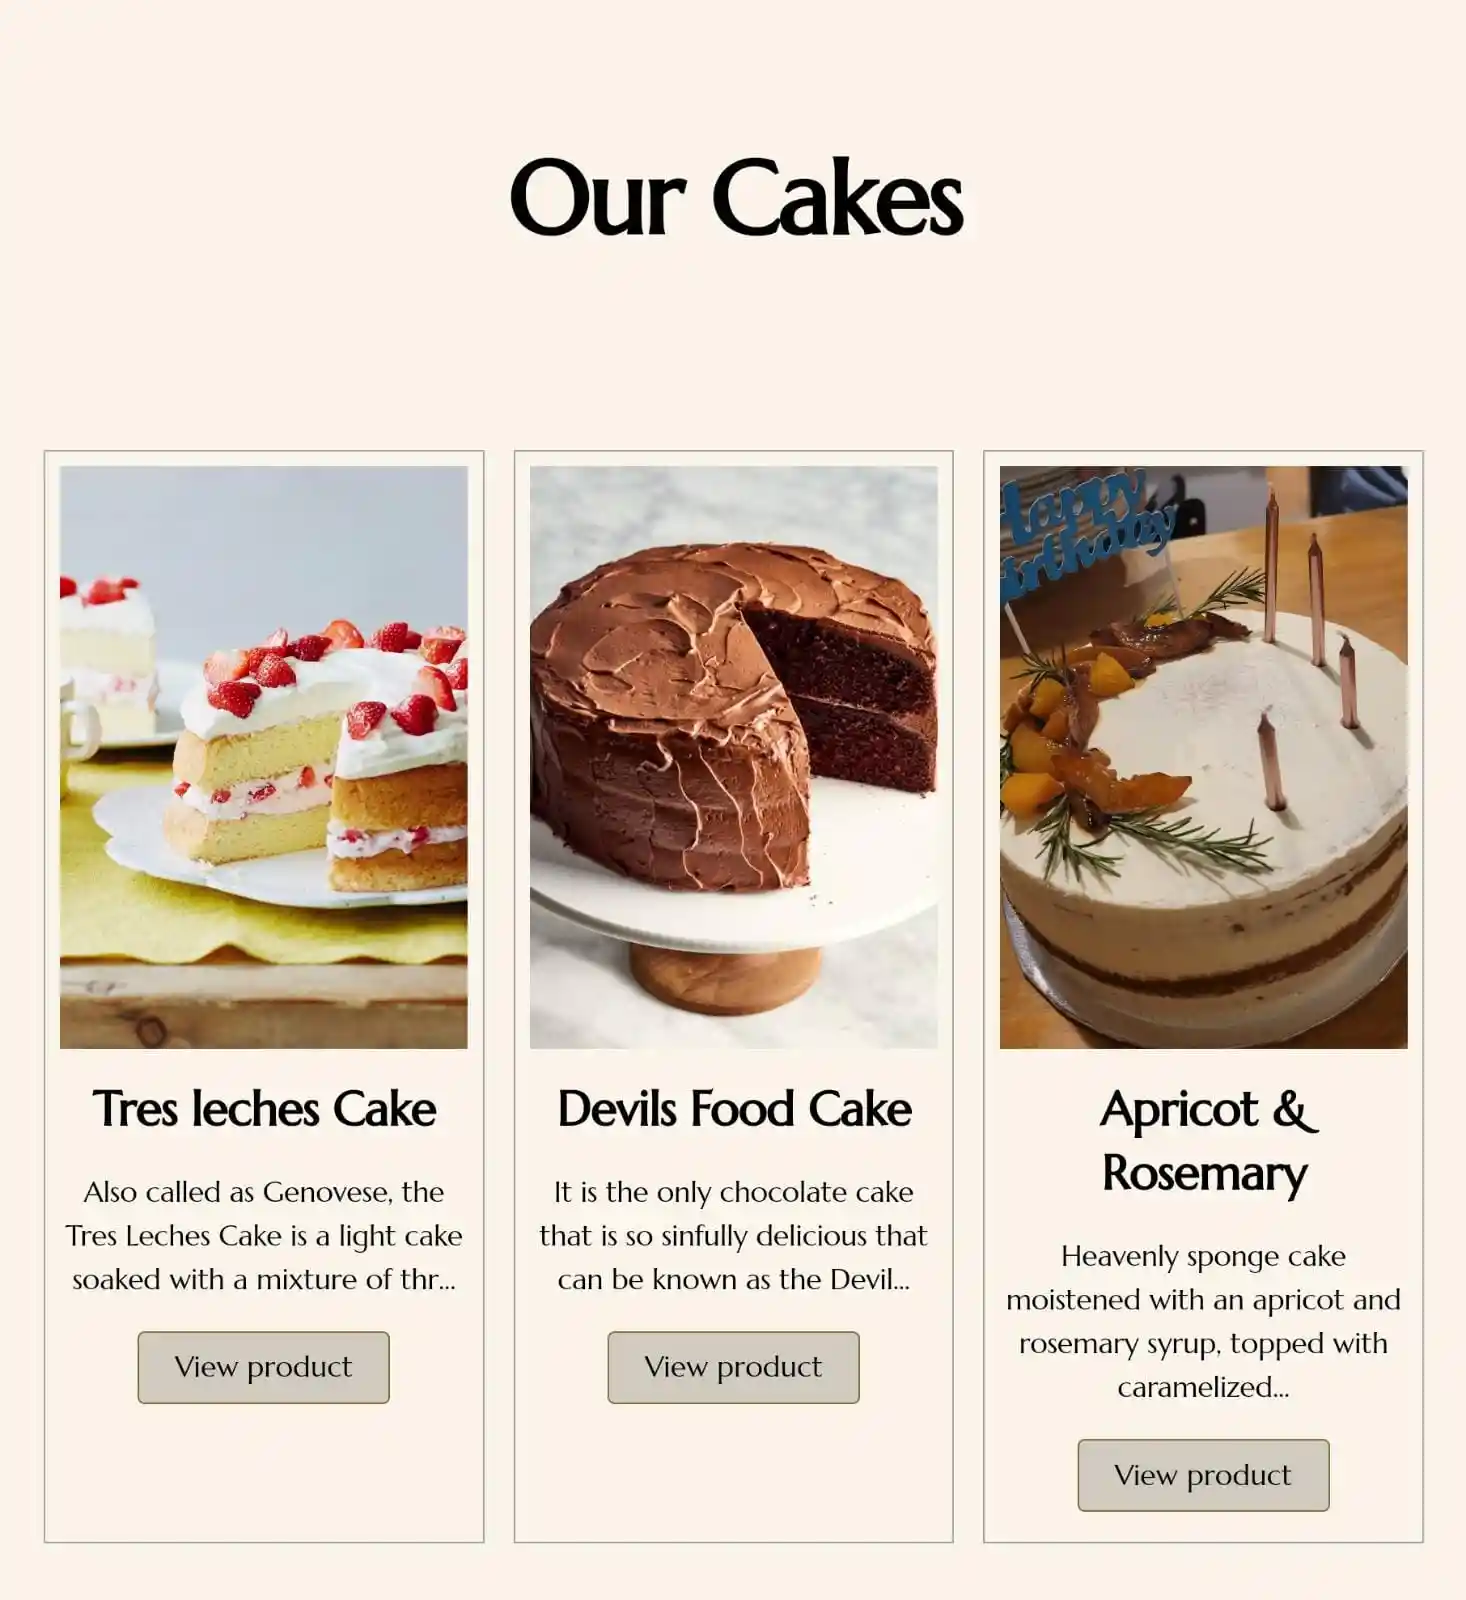 Our Cakes
Happy
Tres leches Cake
Also called as Genovese, the
Tres Leches Cake is a light cake
soaked with a mixture of thr...
View product
Devils Food Cake
It is the only chocolate cake
that is so sinfully delicious that
can be known as the Devil...
View product
Apricot &
Rosemary
Heavenly sponge cake
moistened with an apricot and
rosemary syrup, topped with
caramelized...
View product